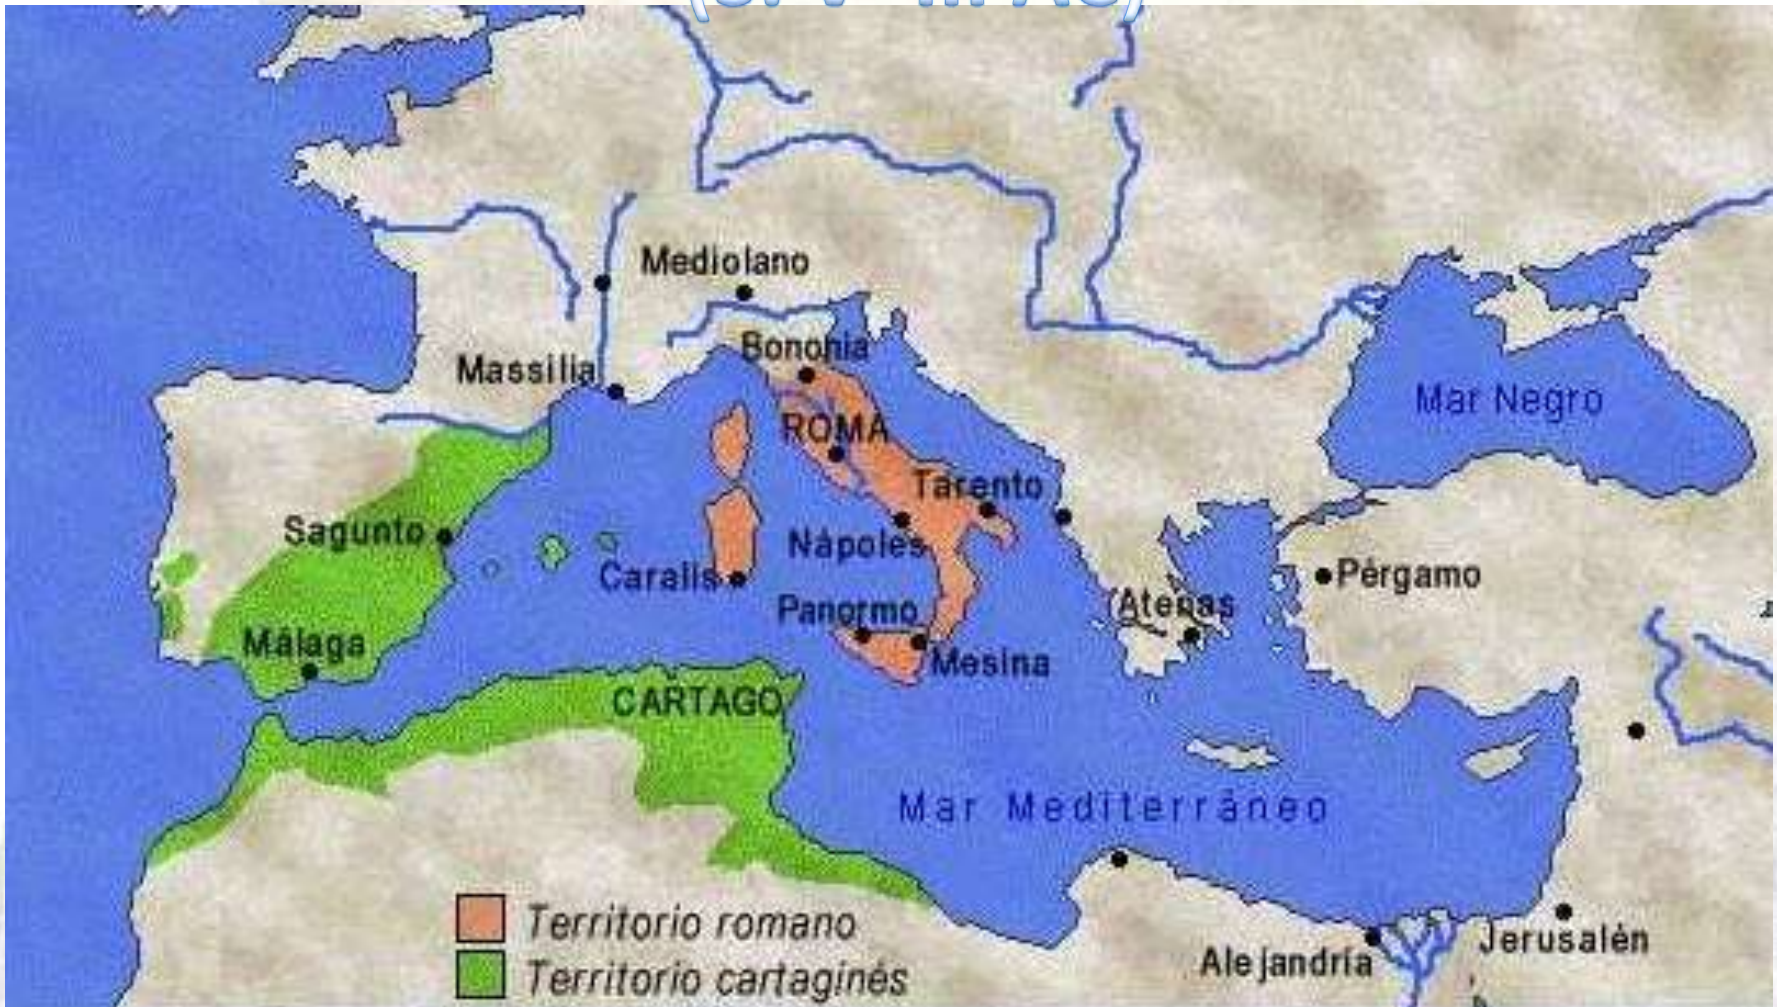 Mediolano
Bononia
Massilia
Mar Negro
ROMA
Tarento
Sagunto
Nápoles
Caralis
Pérgamo
Panormo
Atenas
Málaga
Mesina
CARTAGO
Mar Mediterráneo
Territorio romano
Territorio cartaginés
Alejandría
Jerusalén